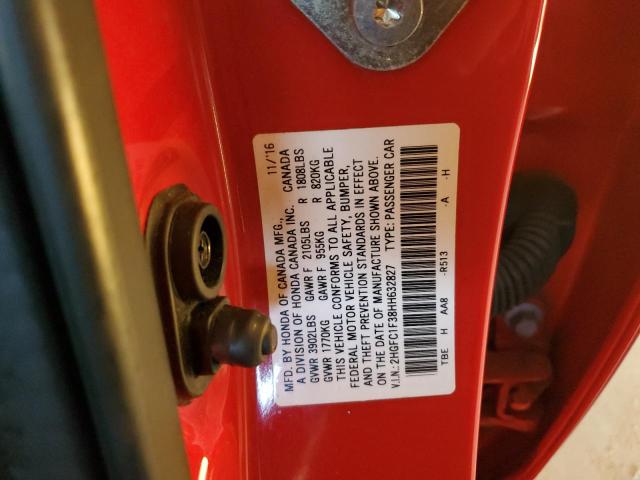 MFD. BY HONDA OF CANADA MFG., 11/'16
A DIVISION OF HONDA CANADA INC. CANADA
GVWR 3902LBS GAWR F 2105LBS R 1808LBS
GVWR 1770KG GAWR F 955KG R 820KG
THIS VEHICLE CONFORMS TO ALL APPLICABLE
FEDERAL MOTOR VEHICLE SAFETY, BUMPER,
AND THEFT PREVENTION STANDARDS IN EFFECT
ON THE DATE OF MANUFACTURE SHOWN ABOVE.
V.I.N.: 2HGFC1F38HH632827 TYPE: PASSENGER CAR
TBE H AA8 -R513 -A -H